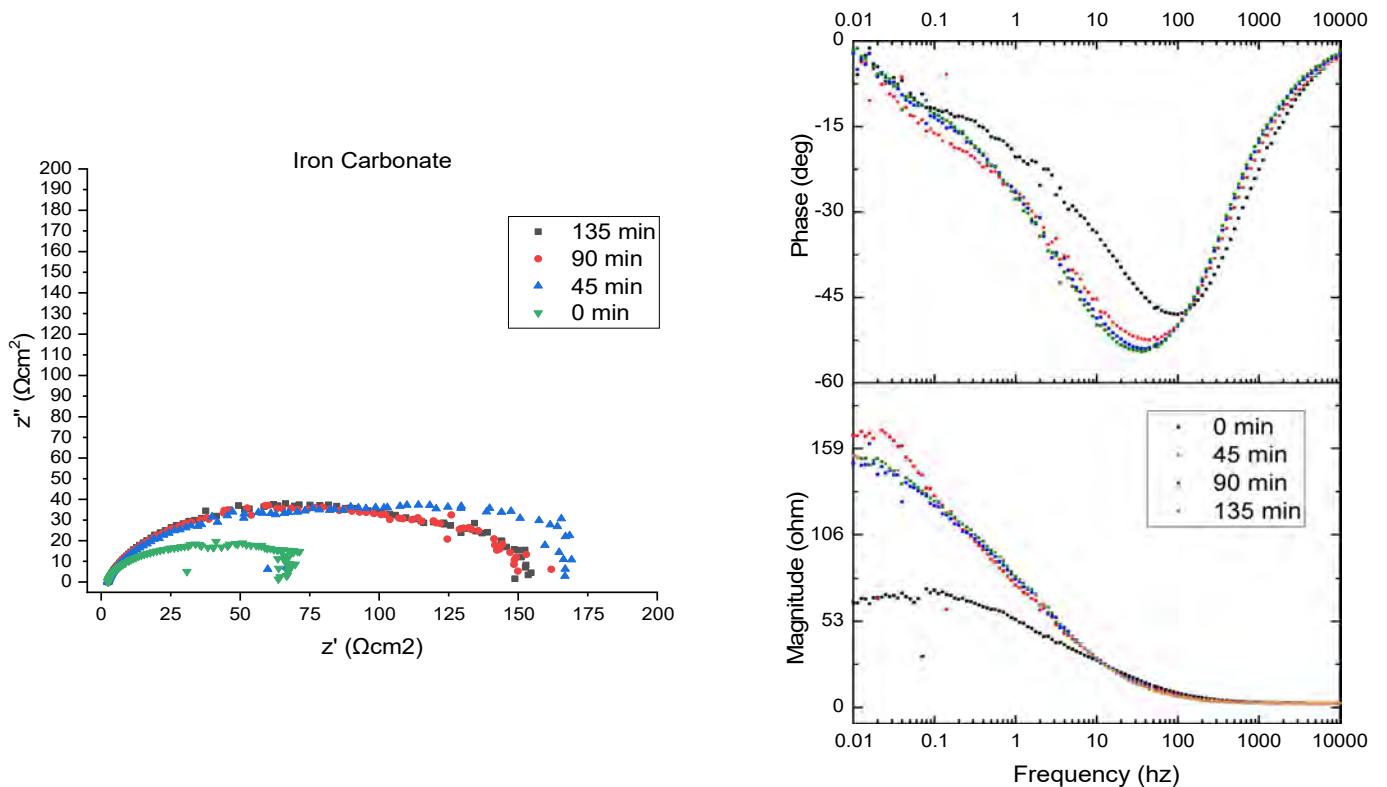 Iron Carbonate
200
190
180
170
160
150
140
130
120
110
100
90
80
70
60
50
40
30
20
10
0
z'' (Ωcm²)
135 min
90 min
45 min
0 min
0 25 50 75 100 125 150 175 200
z' (Ωcm2)
0.01 0.1 1 10 100 1000 10000
0
-15
-30
-45
-60
Phase (deg)
159
106
53
0
Magnitude (ohm)
0 min
45 min
90 min
135 min
0.01 0.1 1 10 100 1000 10000
Frequency (hz)